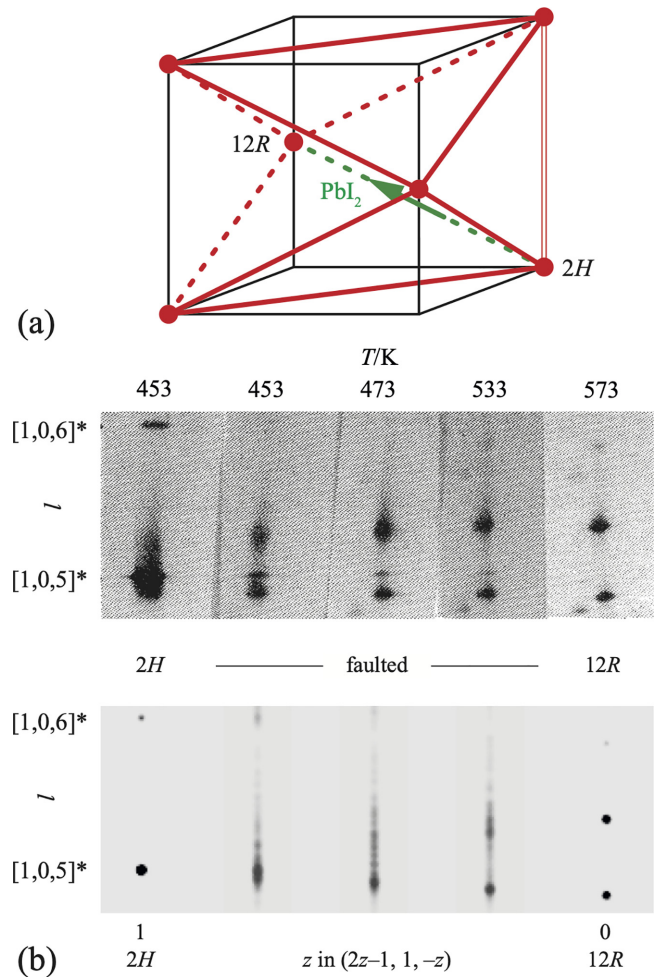 12R
PbI₂
2H
(a)
T/K
453 453 473 533 573
[1,0,6]*
l
[1,0,5]*
2H faulted 12R
[1,0,6]*
l
[1,0,5]*
1 0
(b) 2H z in (2z–1, 1, –z) 12R